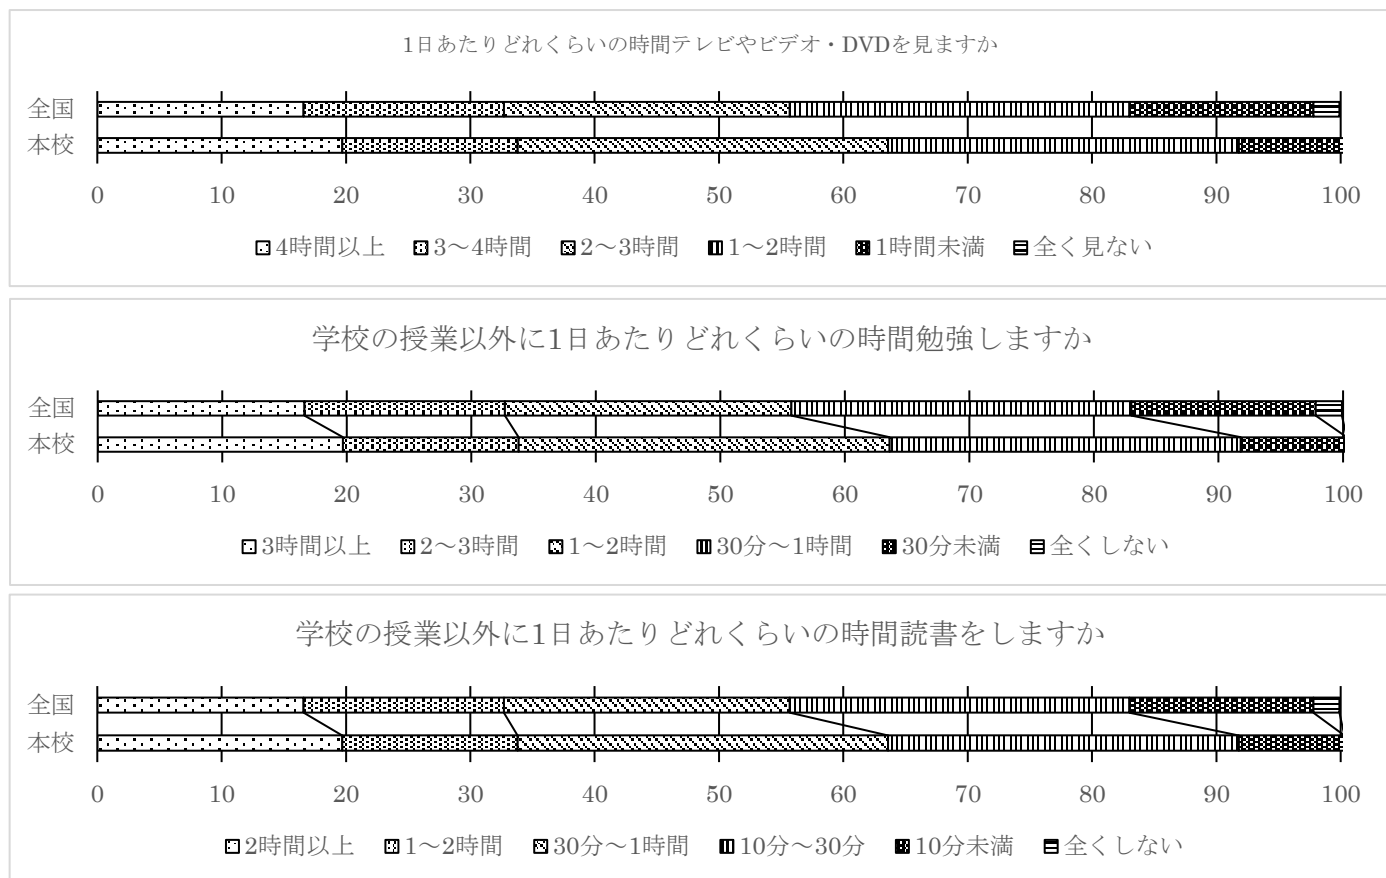 1日あたりどれくらいの時間テレビやビデオ・DVDを見ますか
全国
本校
0 10 20 30 40 50 60 70 80 90 100
4時間以上 3～4時間 2～3時間 1～2時間 1時間未満 全く見ない
学校の授業以外に1日あたりどれくらいの時間勉強しますか
全国
本校
0 10 20 30 40 50 60 70 80 90 100
3時間以上 2～3時間 1～2時間 30分～1時間 30分未満 全くしない
学校の授業以外に1日あたりどれくらいの時間読書をしますか
全国
本校
0 10 20 30 40 50 60 70 80 90 100
2時間以上 1～2時間 30分～1時間 10分～30分 10分未満 全くしない